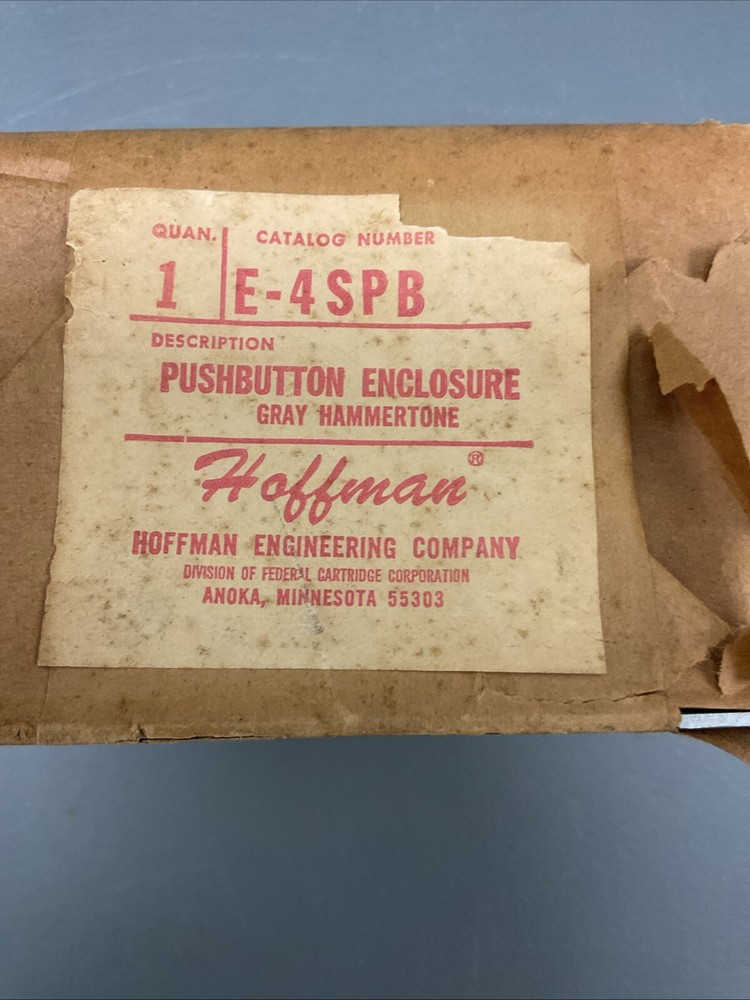 QUAN. CATALOG NUMBER
1 E-4SPB
DESCRIPTION
PUSHBUTTON ENCLOSURE
GRAY HAMMERTONE
Hoffman®
HOFFMAN ENGINEERING COMPANY
DIVISION OF FEDERAL CARTRIDGE CORPORATION
ANOKA, MINNESOTA 55303